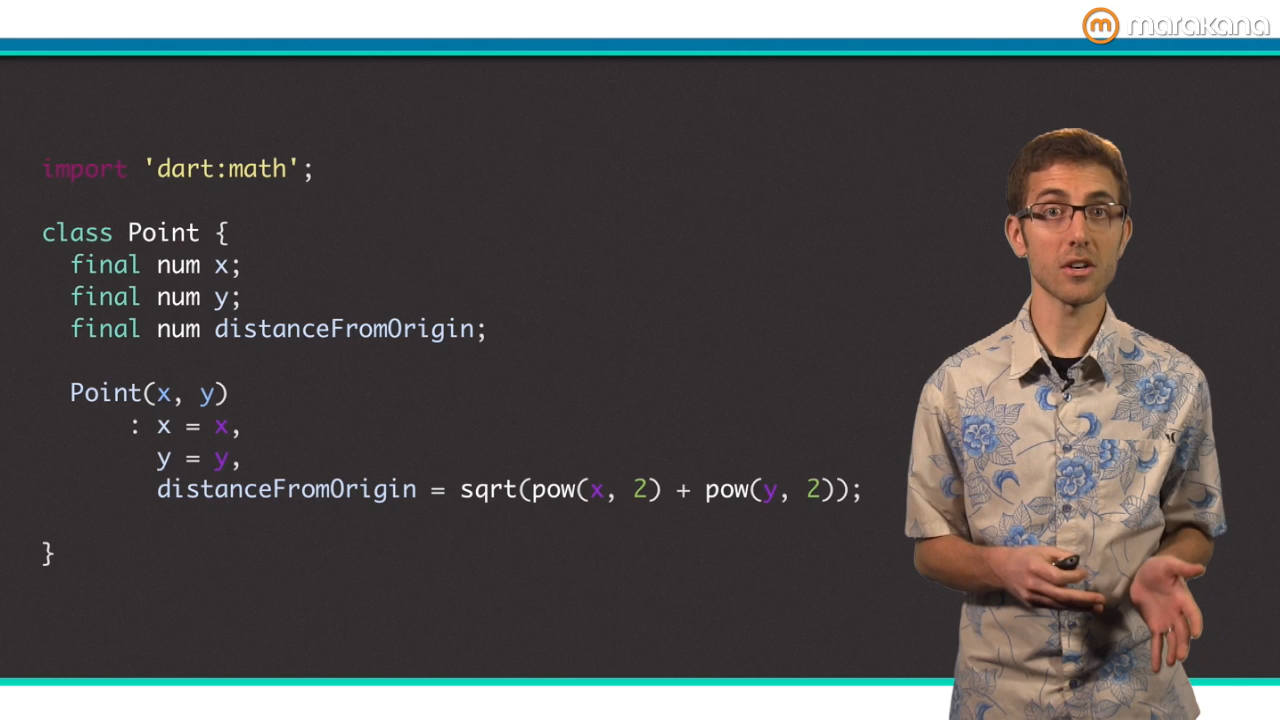 marakana
import 'dart:math';
class Point {
  final num x;
  final num y;
  final num distanceFromOrigin;
  Point(x, y)
      : x = x,
        y = y,
        distanceFromOrigin = sqrt(pow(x, 2) + pow(y, 2));
}